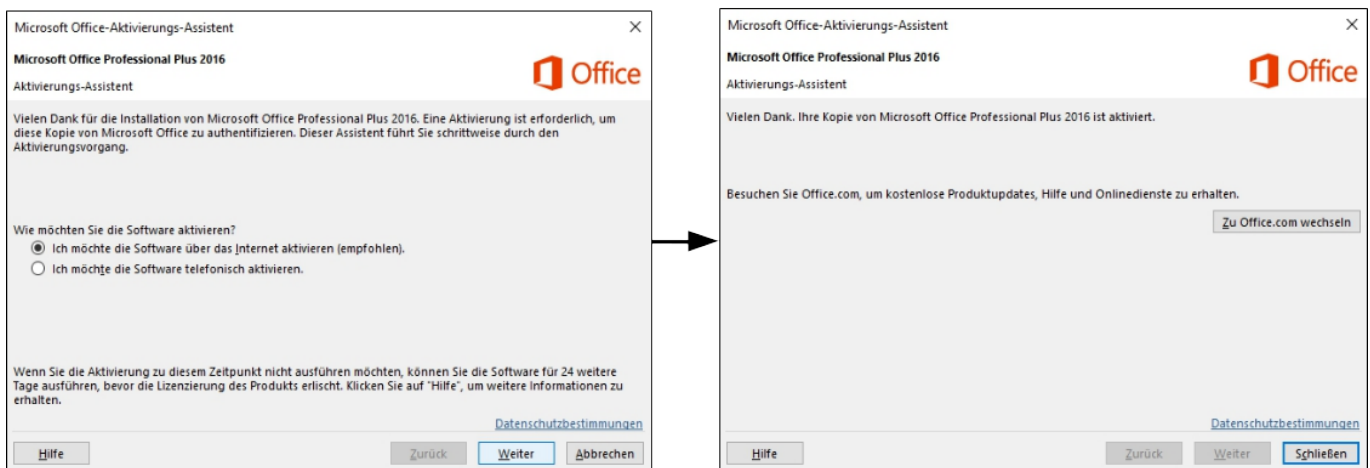 Microsoft Office-Aktivierungs-Assistent
Microsoft Office Professional Plus 2016
Office
Aktivierungs-Assistent
Vielen Dank für die Installation von Microsoft Office Professional Plus 2016. Eine Aktivierung ist erforderlich, um
diese Kopie von Microsoft Office zu authentifizieren. Dieser Assistent führt Sie schrittweise durch den
Aktivierungsvorgang.
Wie möchten Sie die Software aktivieren?
Ich möchte die Software über das Internet aktivieren (empfohlen).
Ich möchte die Software telefonisch aktivieren.
Wenn Sie die Aktivierung zu diesem Zeitpunkt nicht ausführen möchten, können Sie die Software für 24 weitere
Tage ausführen, bevor die Lizenzierung des Produkts erlischt. Klicken Sie auf "Hilfe", um weitere Informationen zu
erhalten.
Datenschutzbestimmungen
Hilfe Zurück Weiter Abbrechen
Microsoft Office-Aktivierungs-Assistent
Microsoft Office Professional Plus 2016
Office
Aktivierungs-Assistent
Vielen Dank. Ihre Kopie von Microsoft Office Professional Plus 2016 ist aktiviert.
Besuchen Sie Office.com, um kostenlose Produktupdates, Hilfe und Onlinedienste zu erhalten.
Zu Office.com wechseln
Datenschutzbestimmungen
Hilfe Zurück Weiter Schließen